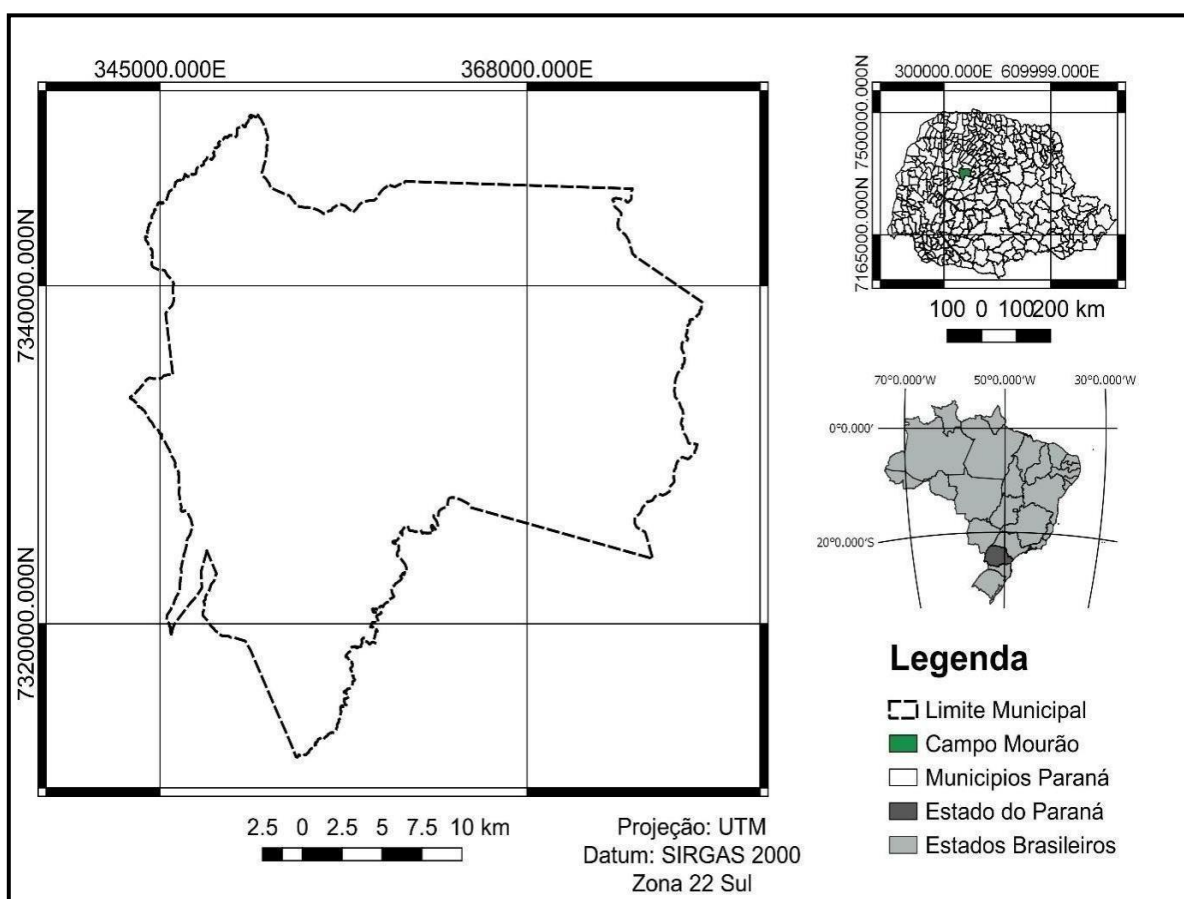 345000.000E 368000.000E
7340000.000N
7320000.000N
2.5 0 2.5 5 7.5 10 km
Projeção: UTM
Datum: SIRGAS 2000
Zona 22 Sul
300000.000E 609999.000E
7500000.000N
7165000.000N
100 0 100200 km
70°0.000'W 50°0.000'W 30°0.000'W
0°0.000'
20°0.000'S
Legenda
Limite Municipal
Campo Mourão
Municipios Paraná
Estado do Paraná
Estados Brasileiros